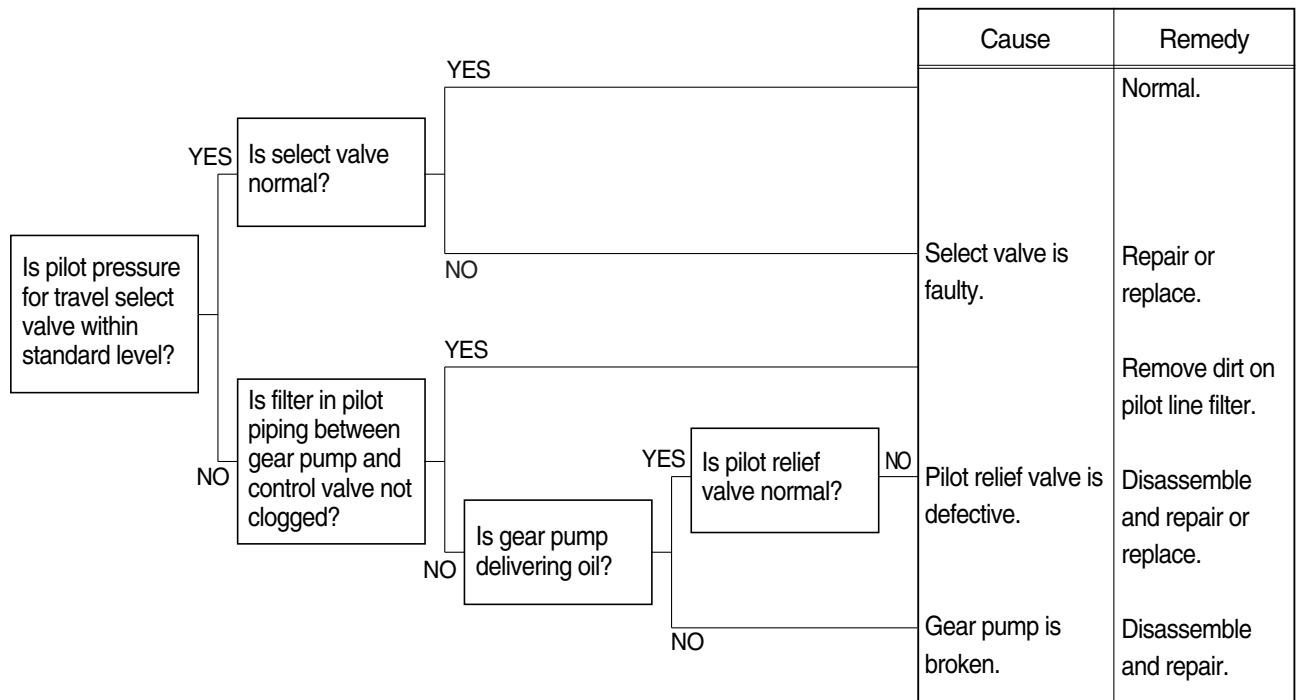 Cause
Remedy
YES
Normal.
YES
Is select valve
normal?
NO
Select valve is
faulty.
Repair or
replace.
Is pilot pressure
for travel select
valve within
standard level?
YES
Remove dirt on
pilot line filter.
NO
Is filter in pilot
piping between
gear pump and
control valve not
clogged?
YES
Is pilot relief
valve normal?
NO
Pilot relief valve is
defective.
Disassemble
and repair or
replace.
NO
Is gear pump
delivering oil?
NO
Gear pump is
broken.
Disassemble
and repair.